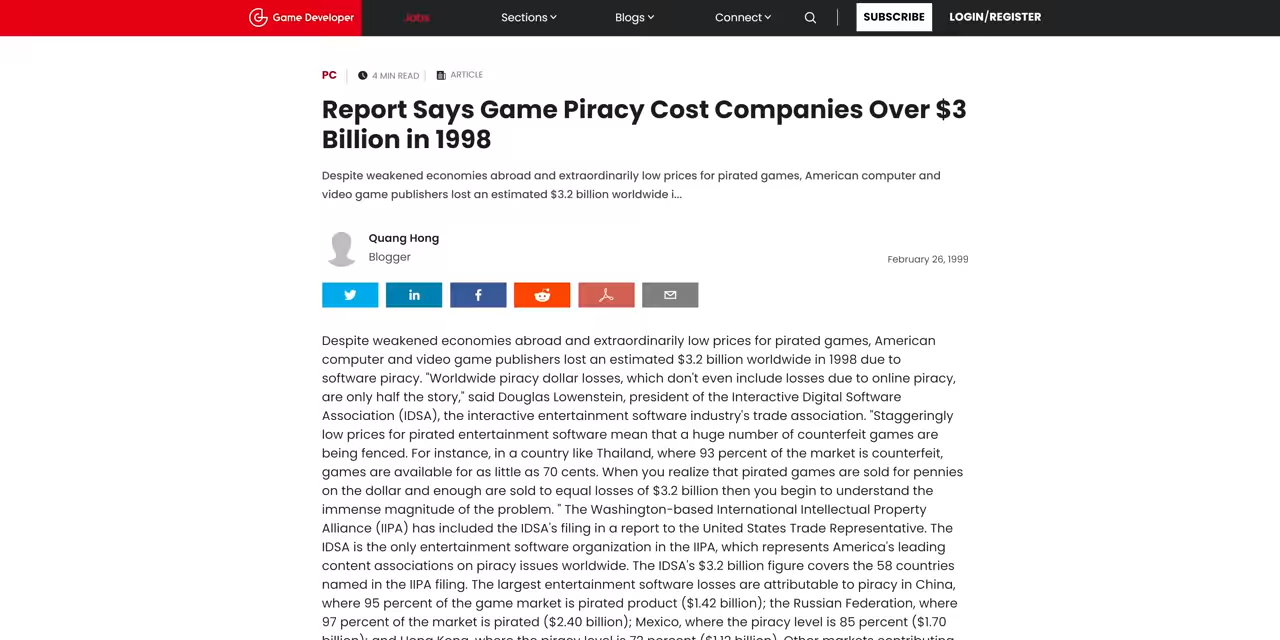 Game Developer Jobs Sections Blogs Connect SUBSCRIBE LOGIN/REGISTER
PC 4 MIN READ ARTICLE
Report Says Game Piracy Cost Companies Over $3
Billion in 1998
Despite weakened economies abroad and extraordinarily low prices for pirated games, American computer and
video game publishers lost an estimated $3.2 billion worldwide i...
Quang Hong
Blogger
February 26, 1999
Despite weakened economies abroad and extraordinarily low prices for pirated games, American
computer and video game publishers lost an estimated $3.2 billion worldwide in 1998 due to
software piracy. "Worldwide piracy dollar losses, which don't even include losses due to online piracy,
are only half the story," said Douglas Lowenstein, president of the Interactive Digital Software
Association (IDSA), the interactive entertainment software industry's trade association. "Staggeringly
low prices for pirated entertainment software mean that a huge number of counterfeit games are
being fenced. For instance, in a country like Thailand, where 93 percent of the market is counterfeit,
games are available for as little as 70 cents. When you realize that pirated games are sold for pennies
on the dollar and enough are sold to equal losses of $3.2 billion then you begin to understand the
immense magnitude of the problem. " The Washington-based International Intellectual Property
Alliance (IIPA) has included the IDSA's filing in a report to the United States Trade Representative. The
IDSA is the only entertainment software organization in the IIPA, which represents America's leading
content associations on piracy issues worldwide. The IDSA's $3.2 billion figure covers the 58 countries
named in the IIPA filing. The largest entertainment software losses are attributable to piracy in China,
where 95 percent of the game market is pirated product ($1.42 billion); the Russian Federation, where
97 percent of the market is pirated ($2.40 billion); Mexico, where the piracy level is 85 percent ($1.70
billion); and Hong Kong, where the piracy level is 72 percent ($1.12 billion). Other markets contributing